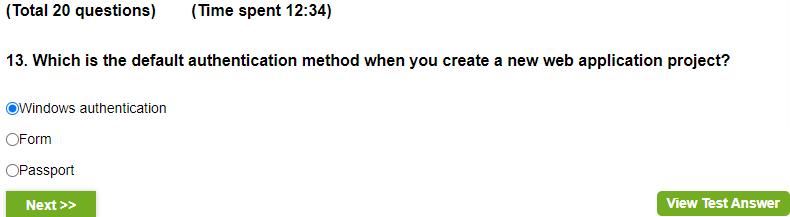 (Total 20 questions) (Time spent 12:34)
13. Which is the default authentication method when you create a new web application project?
Windows authentication
Form
Passport
Next >> View Test Answer